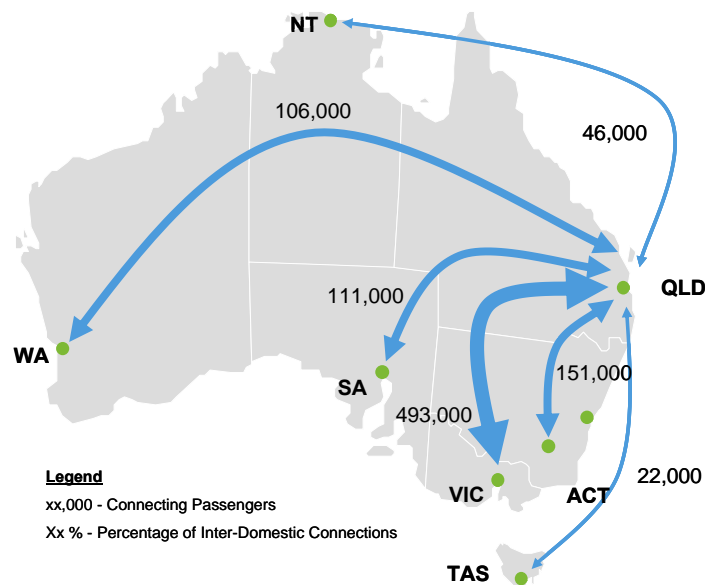 NT
106,000
46,000
QLD
111,000
WA
SA
151,000
493,000
VIC
ACT
22,000
Legend
xx,000 - Connecting Passengers
Xx % - Percentage of Inter-Domestic Connections
TAS